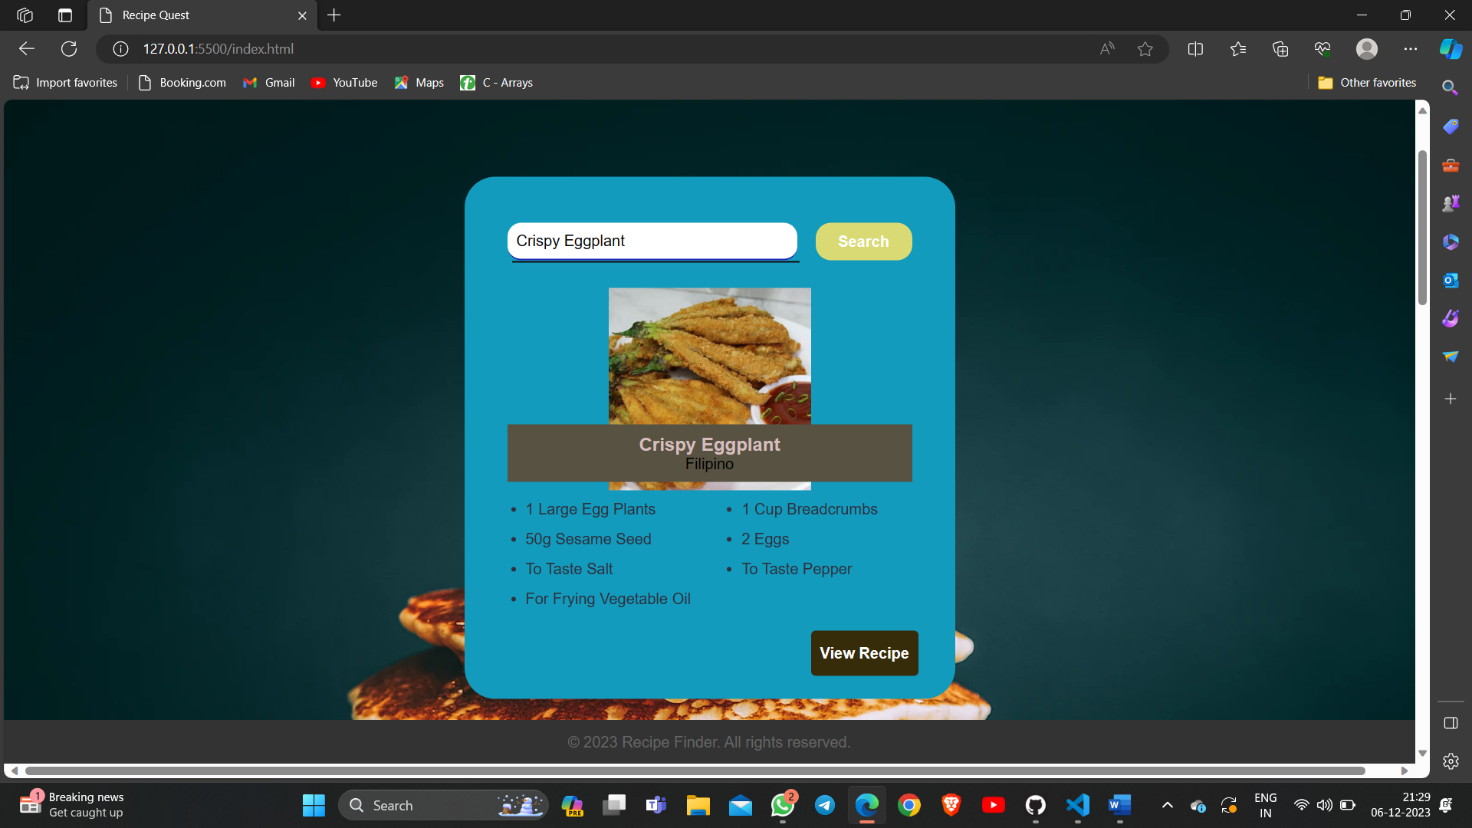 Recipe Quest
127.0.0.1:5500/index.html
Import favorites Booking.com Gmail YouTube Maps C - Arrays Other favorites
Crispy Eggplant Search
Crispy Eggplant
Filipino
1 Large Egg Plants 1 Cup Breadcrumbs
50g Sesame Seed 2 Eggs
To Taste Salt To Taste Pepper
For Frying Vegetable Oil
View Recipe
© 2023 Recipe Finder. All rights reserved.
1 Breaking news
Get caught up
Search PRE 2
ENG
IN
21:29
06-12-2023